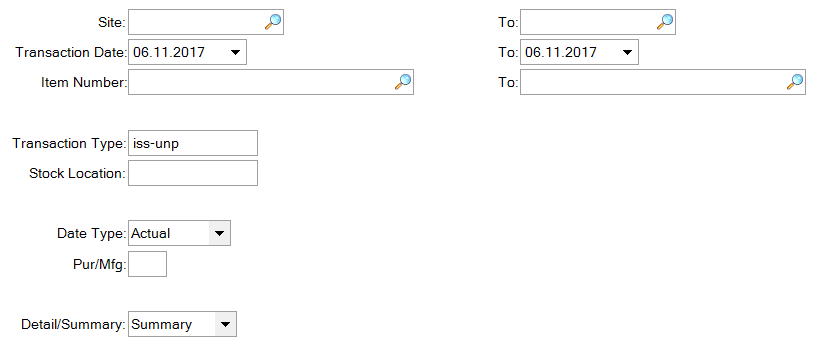 Site: To:
Transaction Date: 06.11.2017 To: 06.11.2017
Item Number: To:
Transaction Type: iss-unp
Stock Location:
Date Type: Actual
Pur/Mfg:
Detail/Summary: Summary